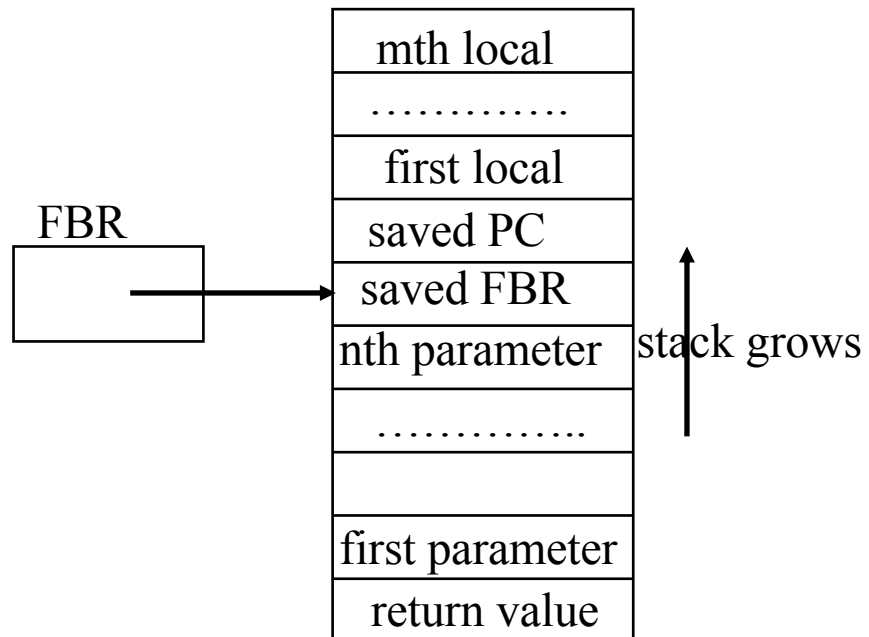 mth local
.............
first local
FBR
saved PC
saved FBR
nth parameter
stack grows
..............
first parameter
return value